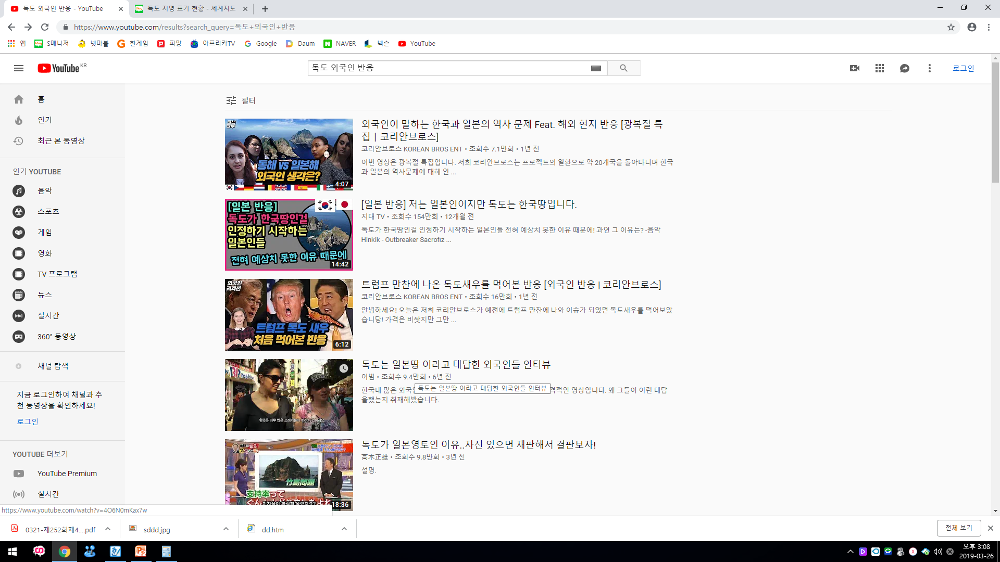 독도 외국인 반응 - YouTube
독도 지명 표기 현황 - 세계지도
https://www.youtube.com/results?search_query=독도+외국인+반응
앱
S매니저
넷마블
한게임
피망
아프리카TV
Google
Daum
NAVER
넥슨
YouTube
YouTube KR
독도 외국인 반응
로그인
홈
인기
최근 본 동영상
인기 YOUTUBE
음악
스포츠
게임
영화
TV 프로그램
뉴스
실시간
360° 동영상
채널 탐색
지금 로그인하여 채널과 추
천 동영상을 확인하세요!
로그인
YOUTUBE 더보기
YouTube Premium
실시간
필터
동해 vs 일본해
외국인 생각은?
4:07
외국인이 말하는 한국과 일본의 역사 문제 Feat. 해외 현지 반응 [광복절 특
집 | 코리안브로스]
코리안브로스 KOREAN BROS ENT • 조회수 7.1만회 • 1년 전
이번 영상은 광복절 특집입니다. 저희 코리안브로스는 프로젝트의 일환으로 약 20개국을 돌아다니며 한국
과 일본의 역사문제에 대해 인 ...
[일본 반응]
독도가 한국땅인걸
인정하기 시작하는
일본인들
전혀 예상치 못한 이유 때문에
14:42
[일본 반응] 저는 일본인이지만 독도는 한국땅입니다.
지대 TV • 조회수 154만회 • 12개월 전
독도가 한국땅인걸 인정하기 시작하는 일본인들 전혀 예상치 못한 이유 때문에! 과연 그 이유는? -음악
Hinkik - Outbreaker Sacrofiz ...
외국인
리액션
트럼프 독도 새우
처음 먹어본 반응
6:12
트럼프 만찬에 나온 독도새우를 먹어본 반응 [외국인 반응 | 코리안브로스]
코리안브로스 KOREAN BROS ENT • 조회수 16만회 • 1년 전
안녕하세요! 오늘은 저희 코리안브로스가 예전에 트럼프 만찬에 나와 이슈가 되었던 독도새우를 먹어보았
습니당! 가격은 비쌋지만 그만 ...
BR robbins
한국은 너무 많은 쓰레기들이 버려져 있어서요
독도는 일본땅 이라고 대답한 외국인들 인터뷰
이범 • 조회수 9.4만회 • 6년 전
한국내 많은 외국인 격적인 영상입니다. 왜 그들이 이런 대답
독도는 일본땅 이라고 대답한 외국인들 인터뷰
을했는지 취재해봤습니다.
竹島問題
支持率って
18:36
독도가 일본영토인 이유..자신 있으면 재판해서 결판보자!
高木正雄 • 조회수 9.8만회 • 3년 전
설명.
https://www.youtube.com/watch?v=4O6N0mKax7w
0321-제252회제4....pdf
sddd.jpg
dd.htm
전체 보기
오후 3:08
2019-03-26